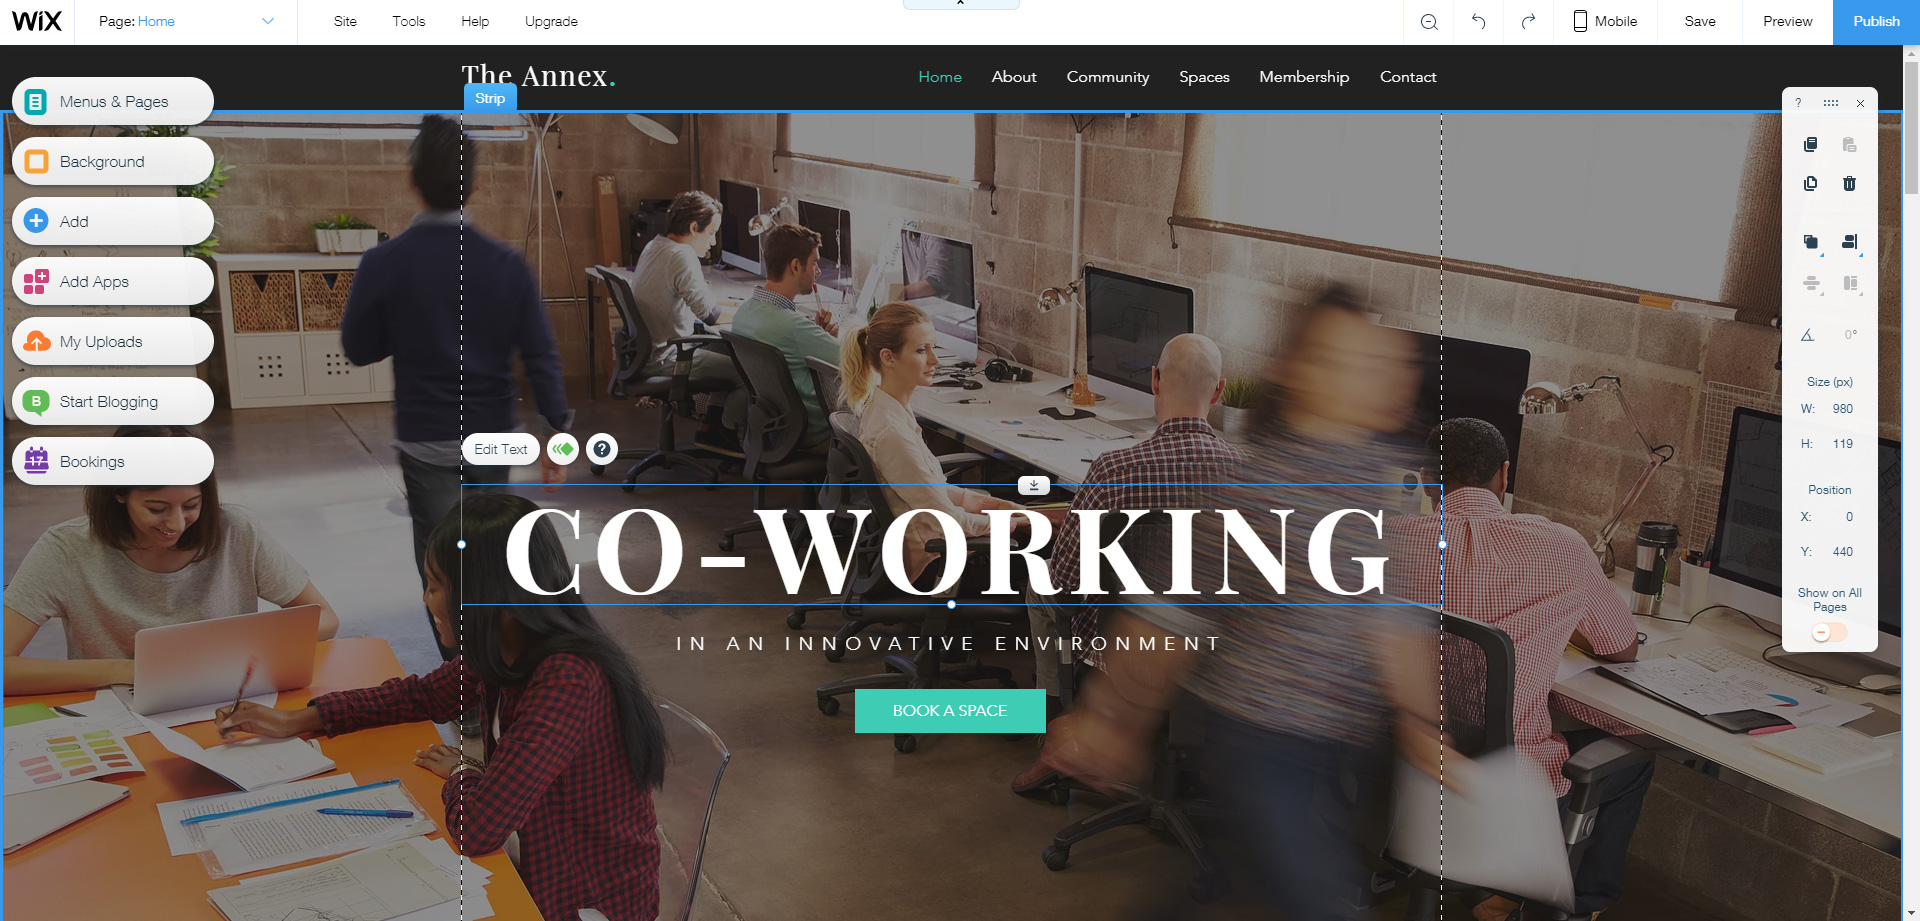 WiX
Page: Home
Site
Tools
Help
Upgrade
Mobile
Save
Preview
Publish
The Annex.
Home
About
Community
Spaces
Membership
Contact
Strip
Menus & Pages
Background
Add
Add Apps
My Uploads
B
Start Blogging
17
Bookings
Edit Text
?
CO-WORKING
IN AN INNOVATIVE ENVIRONMENT
BOOK A SPACE
?
0°
Size (px)
W: 980
H: 119
Position
X: 0
Y: 440
Show on All
Pages